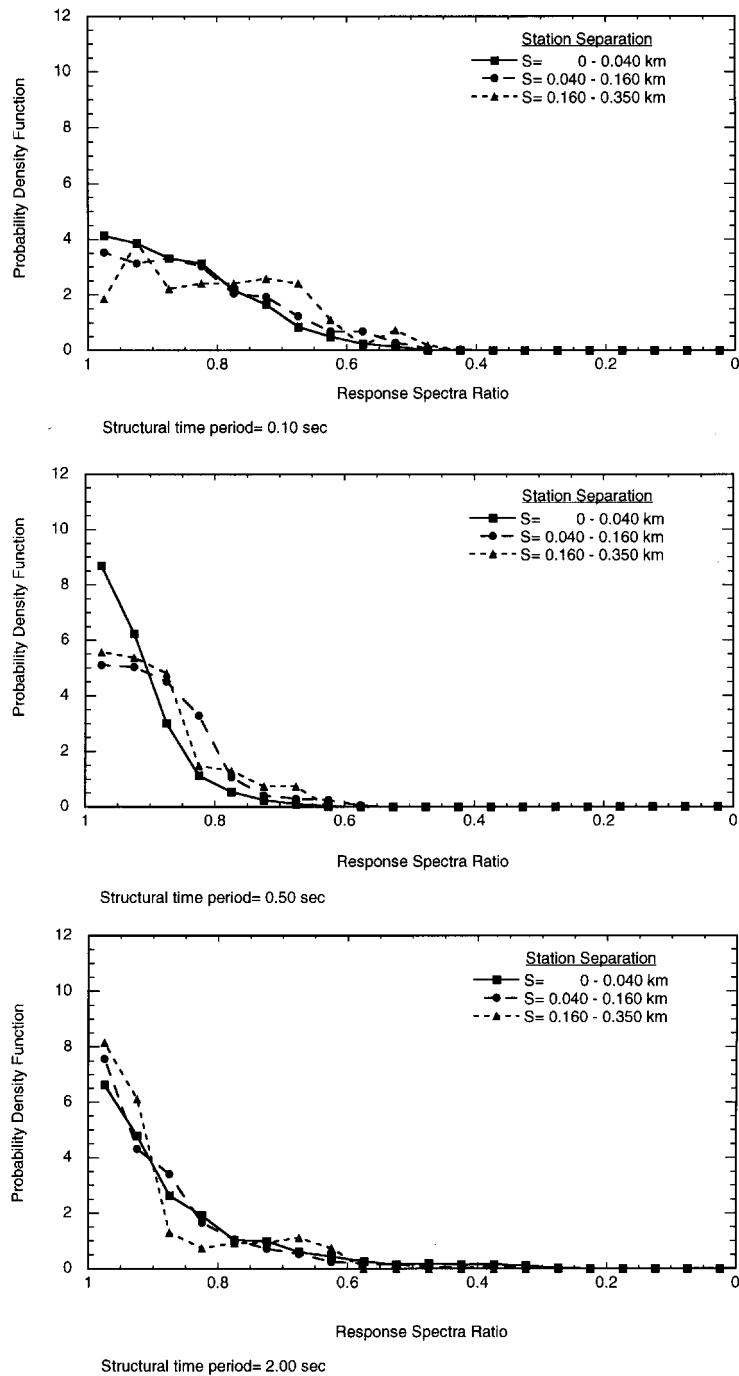 12
10
8
6
4
2
0
Probability Density Function
Station Separation
S= 0 - 0.040 km
S= 0.040 - 0.160 km
S= 0.160 - 0.350 km
1 0.8 0.6 0.4 0.2 0
Response Spectra Ratio
Structural time period= 0.10 sec
12
10
8
6
4
2
0
Probability Density Function
Station Separation
S= 0 - 0.040 km
S= 0.040 - 0.160 km
S= 0.160 - 0.350 km
1 0.8 0.6 0.4 0.2 0
Response Spectra Ratio
Structural time period= 0.50 sec
12
10
8
6
4
2
0
Probability Density Function
Station Separation
S= 0 - 0.040 km
S= 0.040 - 0.160 km
S= 0.160 - 0.350 km
1 0.8 0.6 0.4 0.2 0
Response Spectra Ratio
Structural time period= 2.00 sec